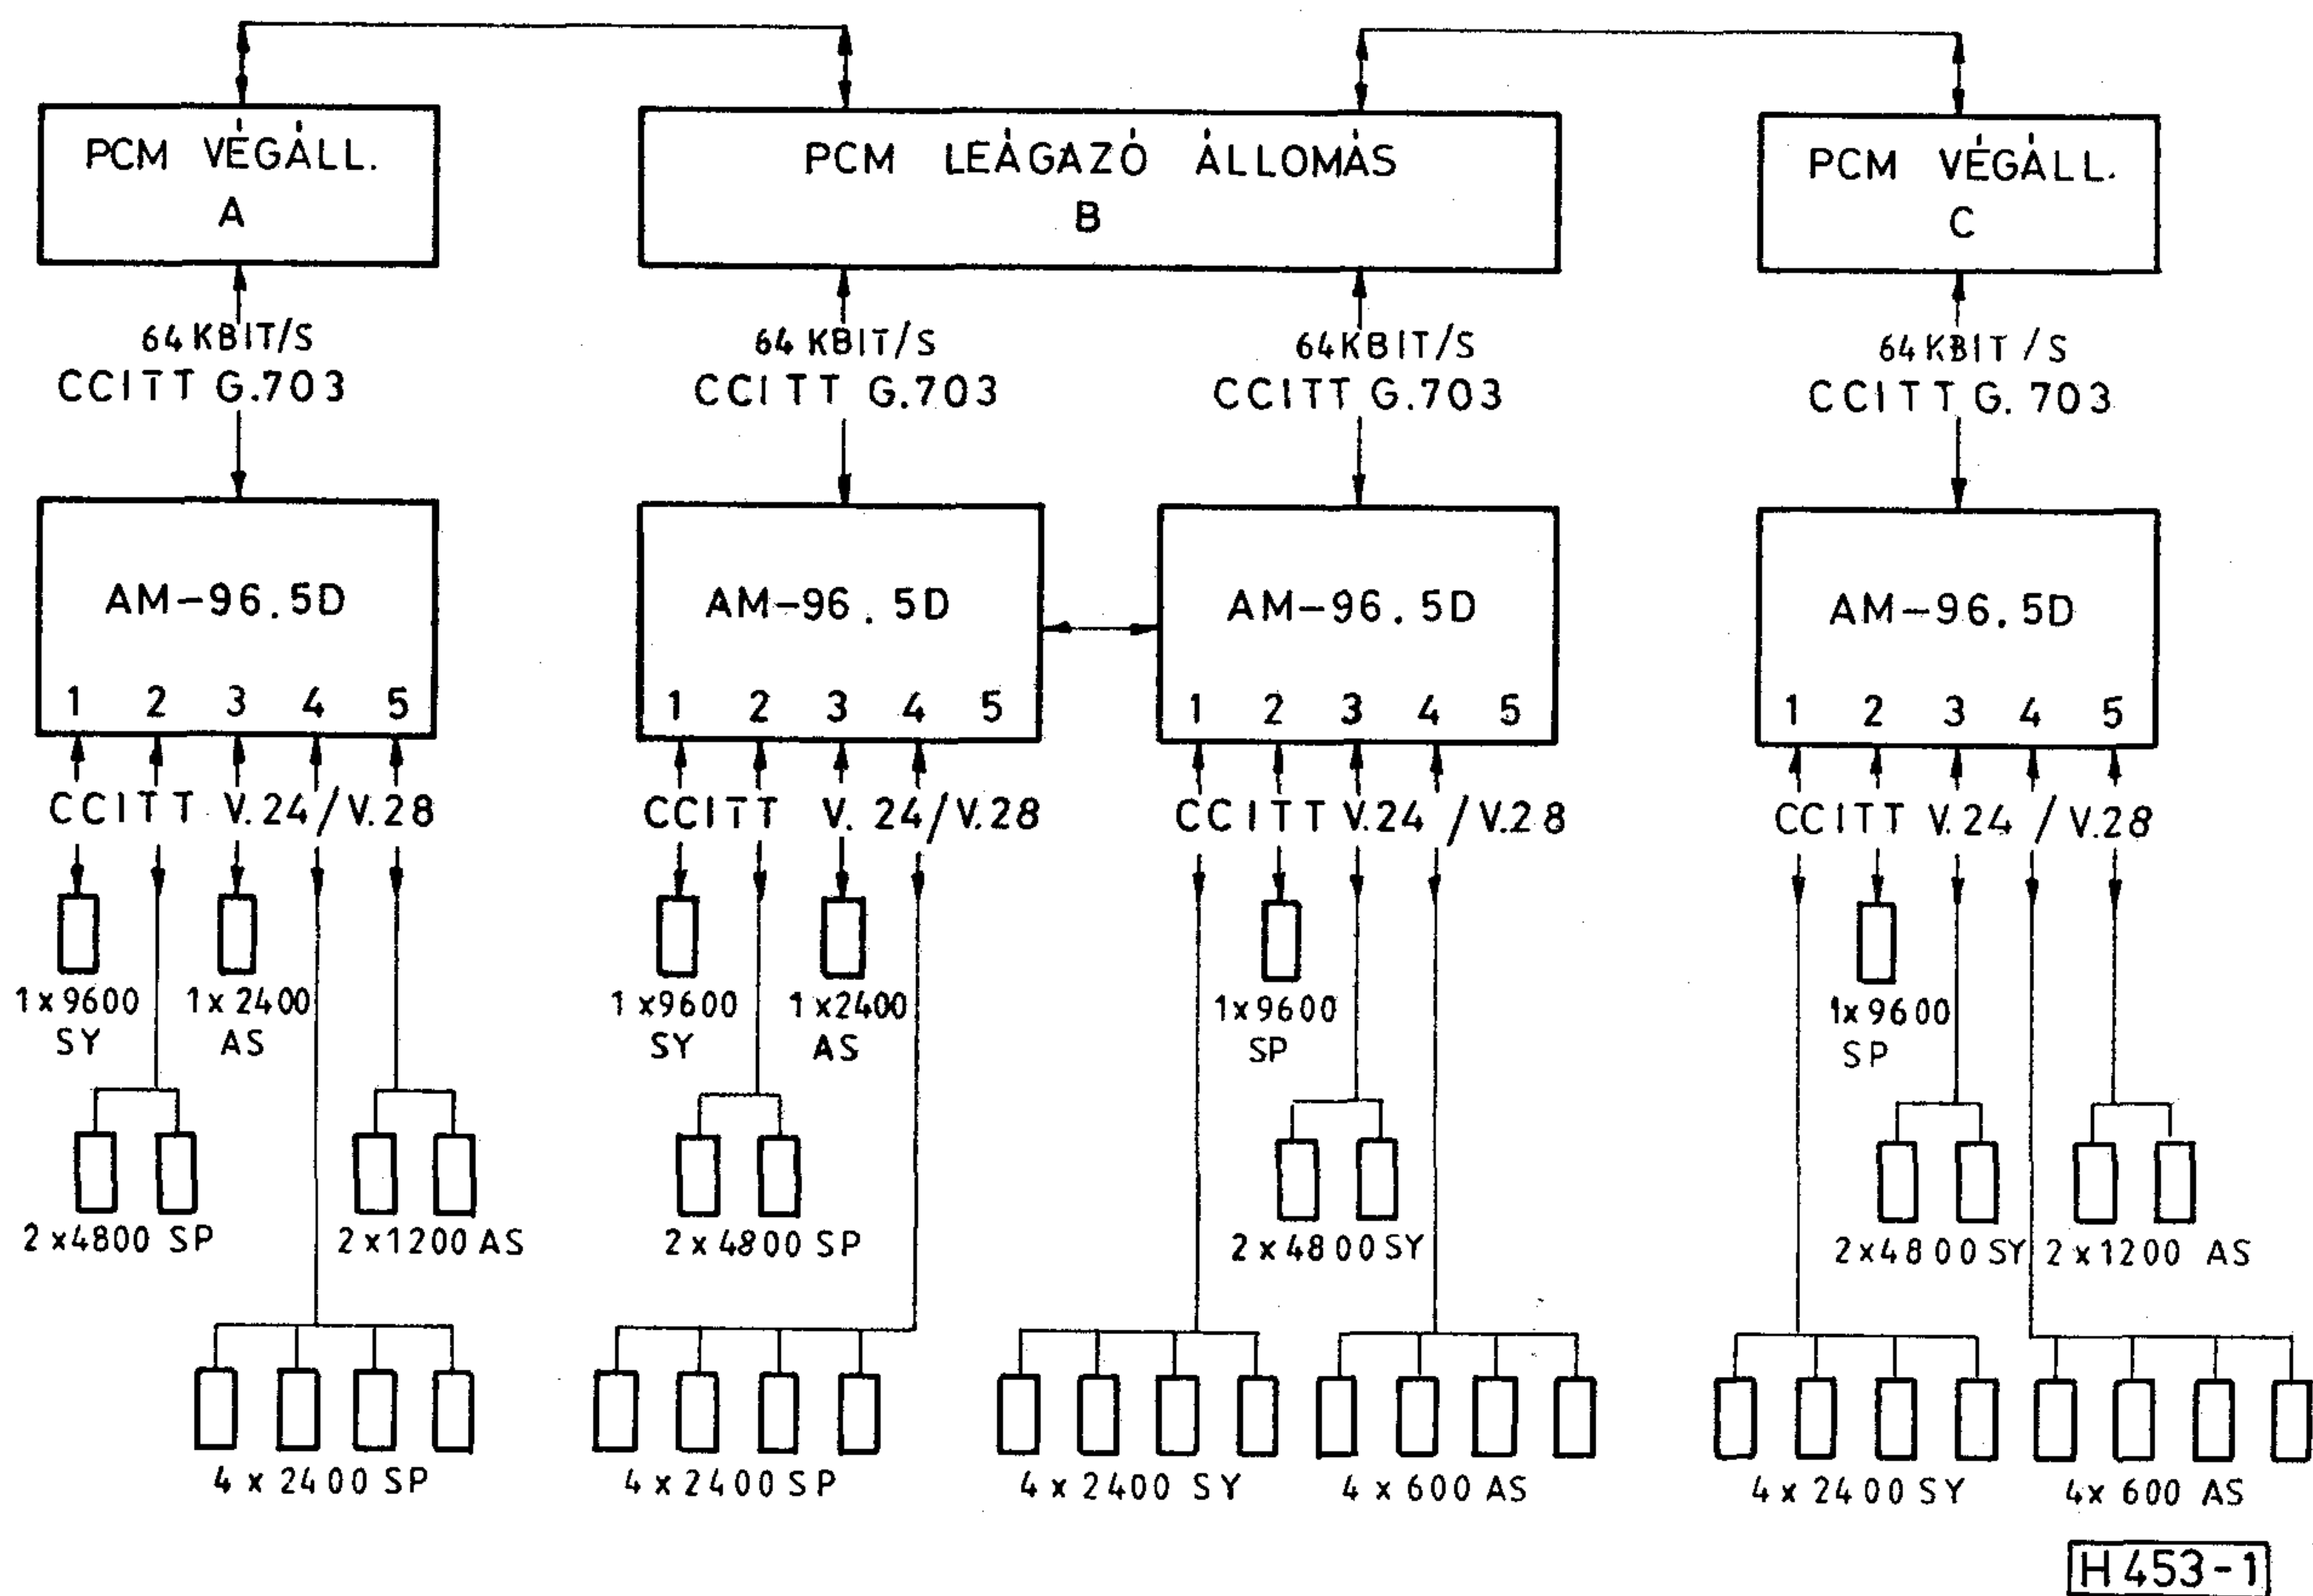 PCM VÉGÁLL.
A
PCM LEÁGAZÓ ÁLLOMÁS
B
PCM VÉGÁLL.
C
64 KBIT/S
CCITT G.703
64 KBIT/S
CCITT G.703
64KBIT/S
CCITT G.703
64 KBIT/S
CCITT G.703
AM-96.5D
1 2 3 4 5
AM-96.5D
1 2 3 4 5
AM-96.5D
1 2 3 4 5
AM-96.5D
1 2 3 4 5
CCITT V.24/V.28
CCITT V.24/V.28
CCITT V.24/V.28
CCITT V.24/V.28
1x9600
SY
1x2400
AS
1x9600
SY
1x2400
AS
1x9600
SP
1x9600
SP
2x4800 SP
2x1200 AS
2x4800 SP
2x4800 SY
2x4800 SY
2x1200 AS
4x2400 SP
4x2400 SP
4x2400 SY
4x600 AS
4x2400 SY
4x600 AS
H 453-1